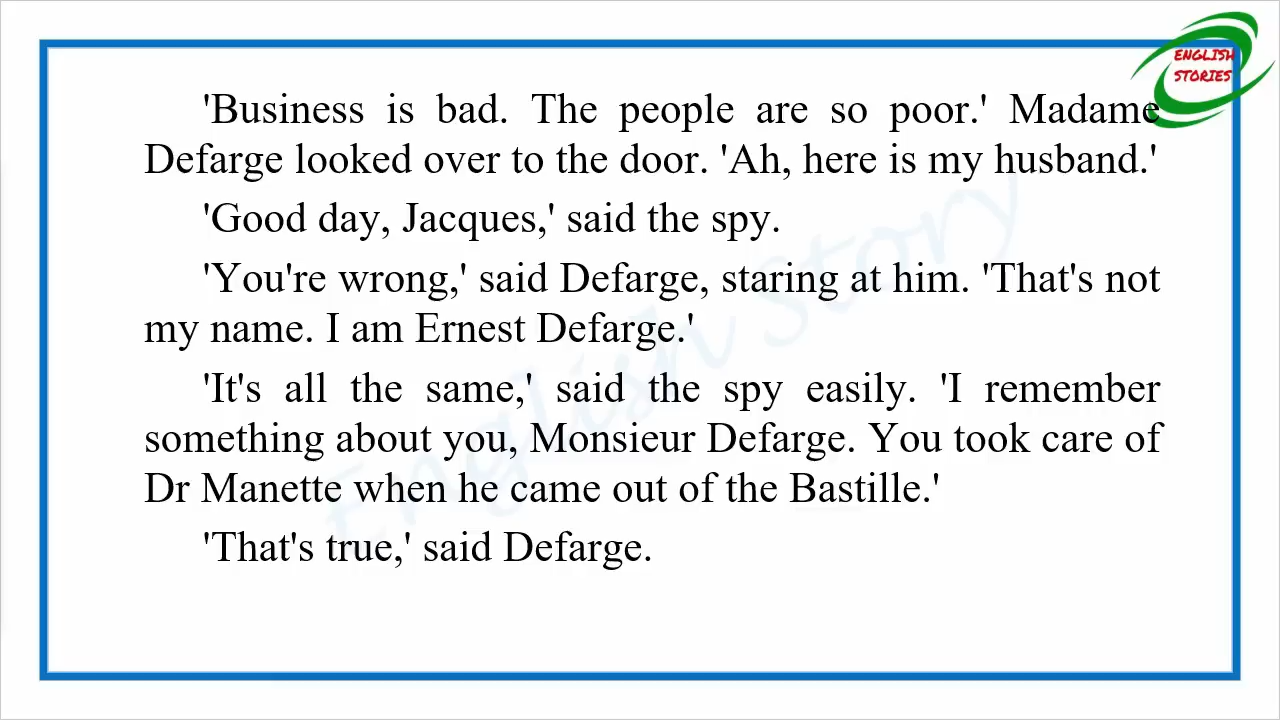 ENGLISH
STORIES
'Business is bad. The people are so poor.' Madame
Defarge looked over to the door. 'Ah, here is my husband.'
'Good day, Jacques,' said the spy.
'You're wrong,' said Defarge, staring at him. 'That's not
my name. I am Ernest Defarge.'
'It's all the same,' said the spy easily. 'I remember
something about you, Monsieur Defarge. You took care of
Dr Manette when he came out of the Bastille.'
'That's true,' said Defarge.
English Story